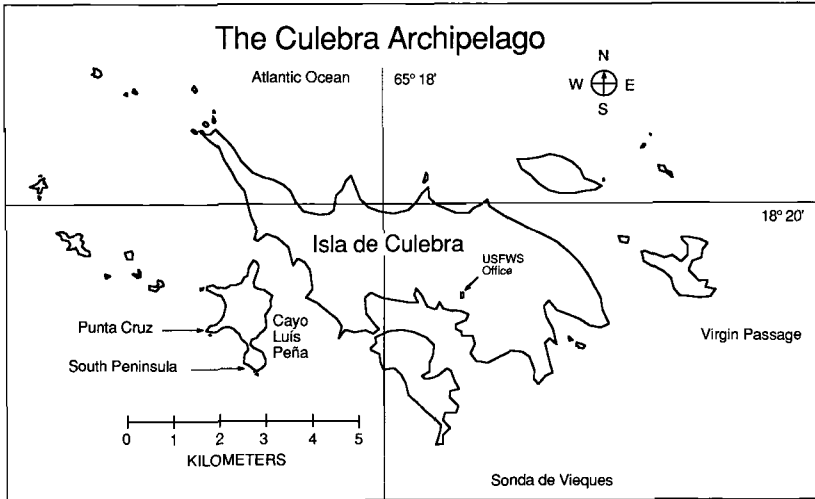 The Culebra Archipelago
Atlantic Ocean
65° 18'
N
W E
S
18° 20'
Isla de Culebra
USFWS
Office
Punta Cruz
Cayo
Luís
Peña
Virgin Passage
South Peninsula
0 1 2 3 4 5
KILOMETERS
Sonda de Vieques